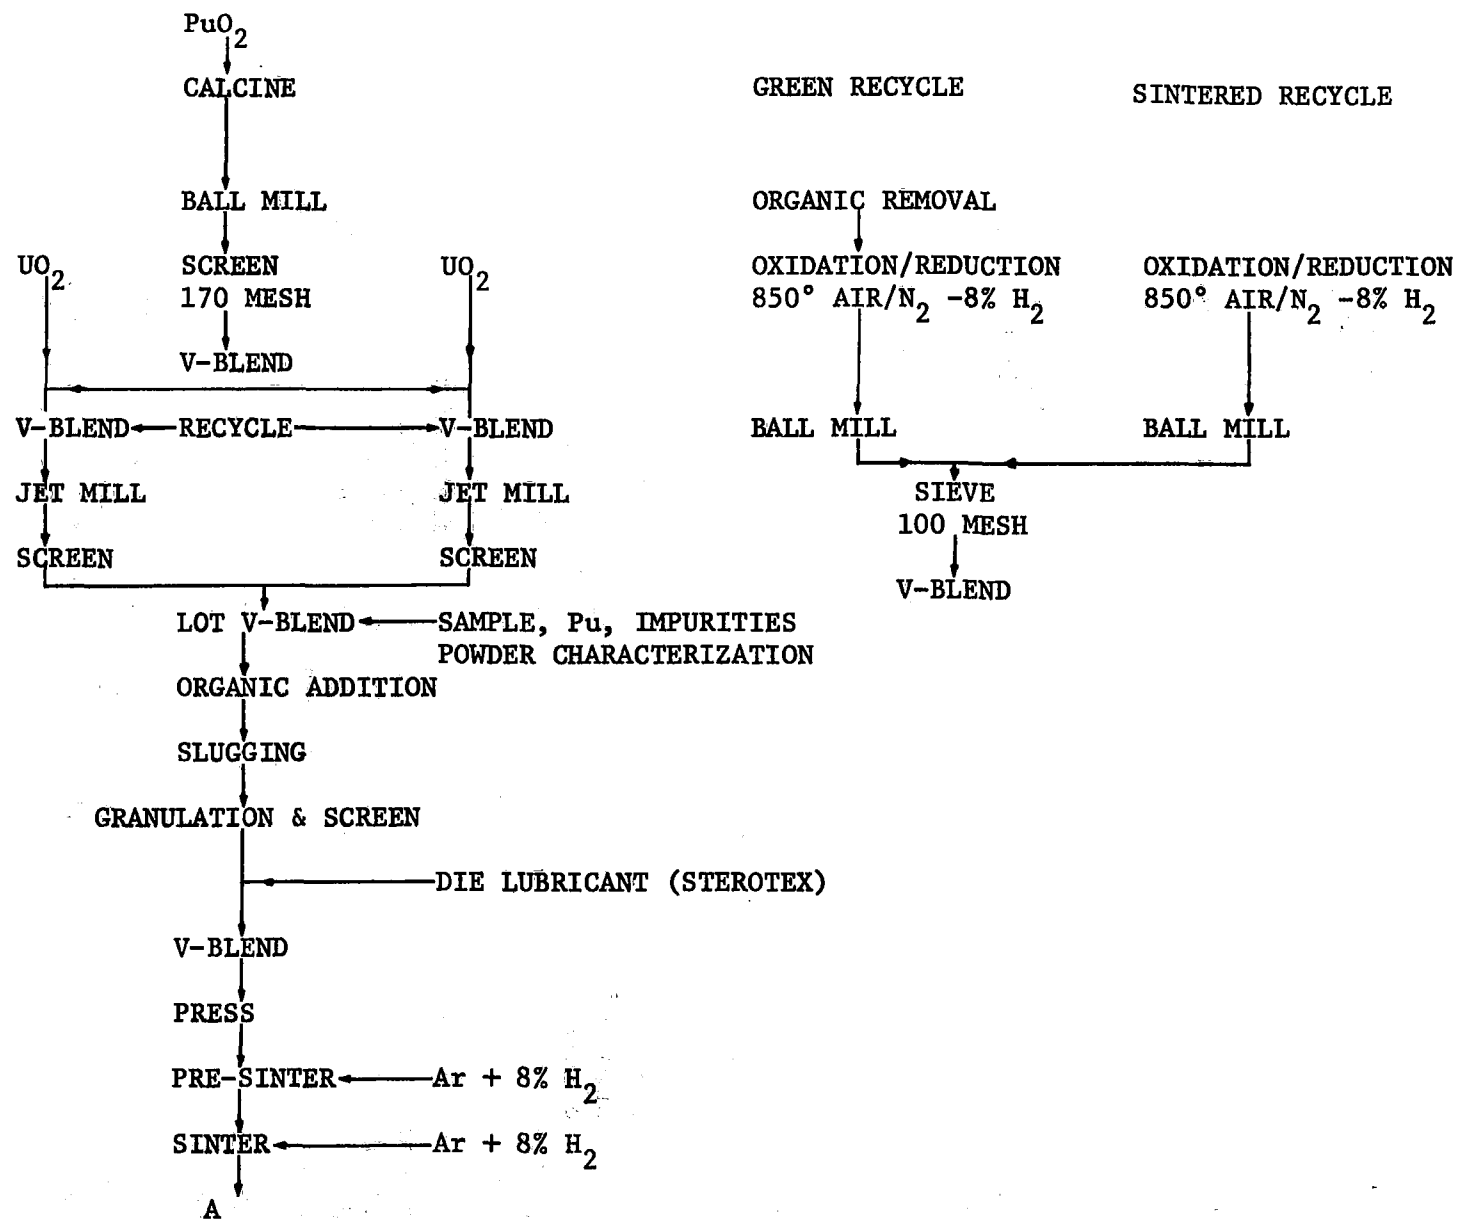 PuO2
CALCINE
GREEN RECYCLE
SINTERED RECYCLE
BALL MILL
ORGANIC REMOVAL
UO2
SCREEN
170 MESH
UO2
OXIDATION/REDUCTION
850° AIR/N2 -8% H2
OXIDATION/REDUCTION
850° AIR/N2 -8% H2
V-BLEND
V-BLEND
RECYCLE
V-BLEND
BALL MILL
BALL MILL
JET MILL
JET MILL
SIEVE
100 MESH
SCREEN
SCREEN
V-BLEND
LOT V-BLEND
SAMPLE, Pu, IMPURITIES
POWDER CHARACTERIZATION
ORGANIC ADDITION
SLUGGING
GRANULATION & SCREEN
DIE LUBRICANT (STEROTEX)
V-BLEND
PRESS
PRE-SINTER
Ar + 8% H2
SINTER
Ar + 8% H2
A